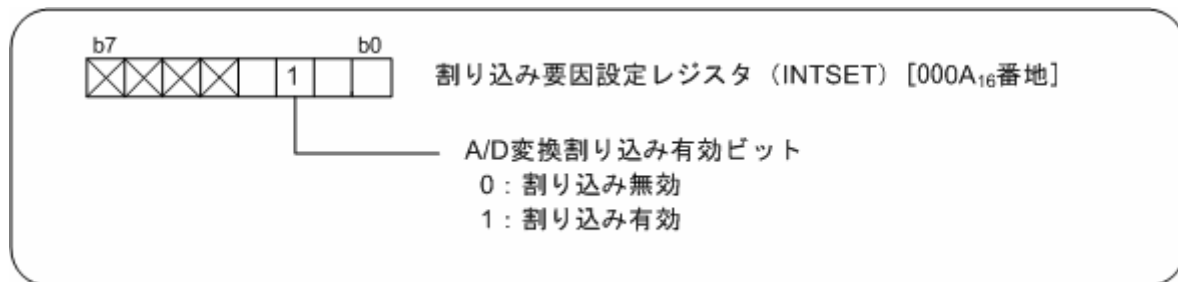 b7 b0
1
割り込み要因設定レジスタ（INTSET）[000A₁₆番地]
A/D変換割り込み有効ビット
0：割り込み無効
1：割り込み有効